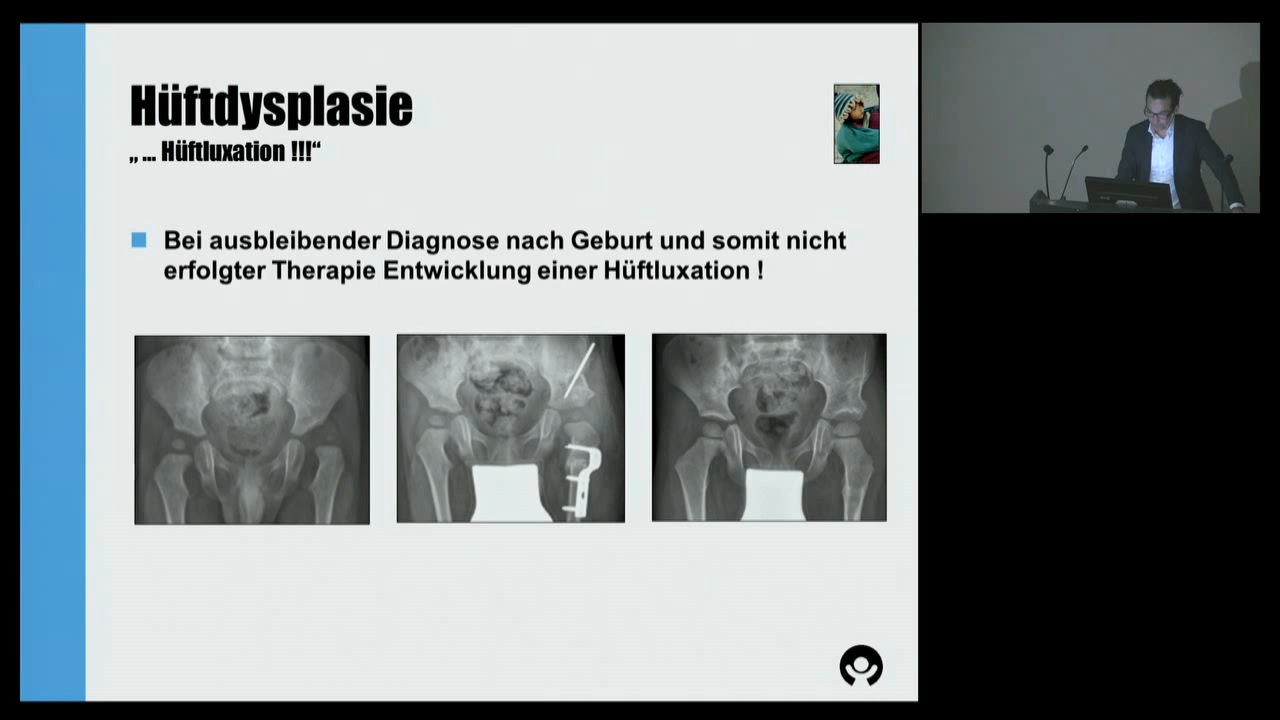 Hüftdysplasie
„ ... Hüftluxation !!!“
Bei ausbleibender Diagnose nach Geburt und somit nicht
erfolgter Therapie Entwicklung einer Hüftluxation !